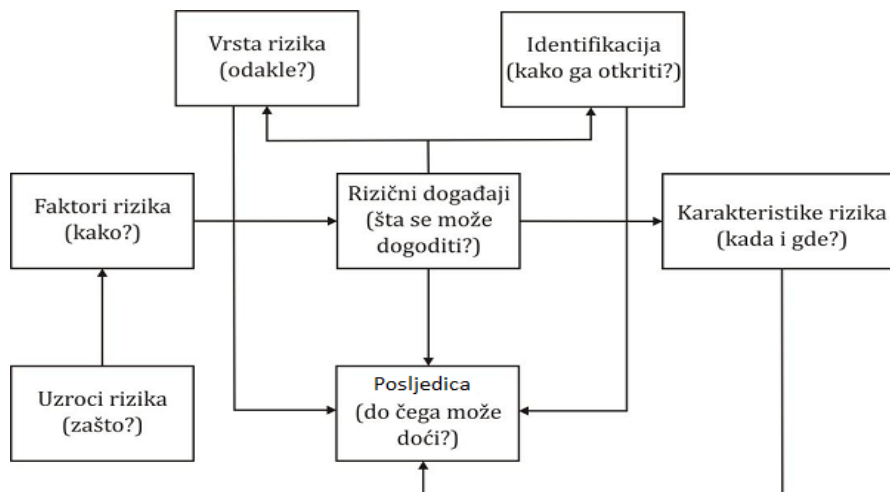 Vrsta rizika
(odakle?)
Identifikacija
(kako ga otkriti?)
Faktori rizika
(kako?)
Rizični događaji
(šta se može
dogoditi?)
Karakteristike rizika
(kada i gde?)
Uzroci rizika
(zašto?)
Posljedica
(do čega može
doći?)